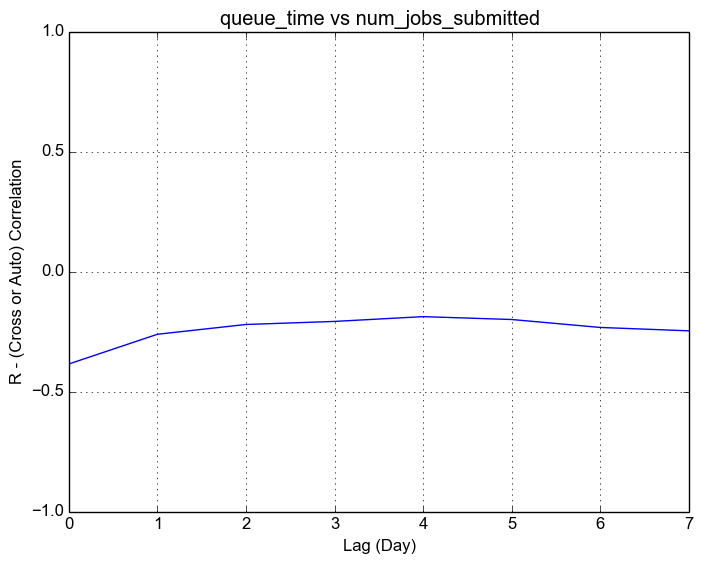 queue_time vs num_jobs_submitted
1.0
0.5
0.0
−0.5
−1.0
R - (Cross or Auto) Correlation
0 1 2 3 4 5 6 7
Lag (Day)